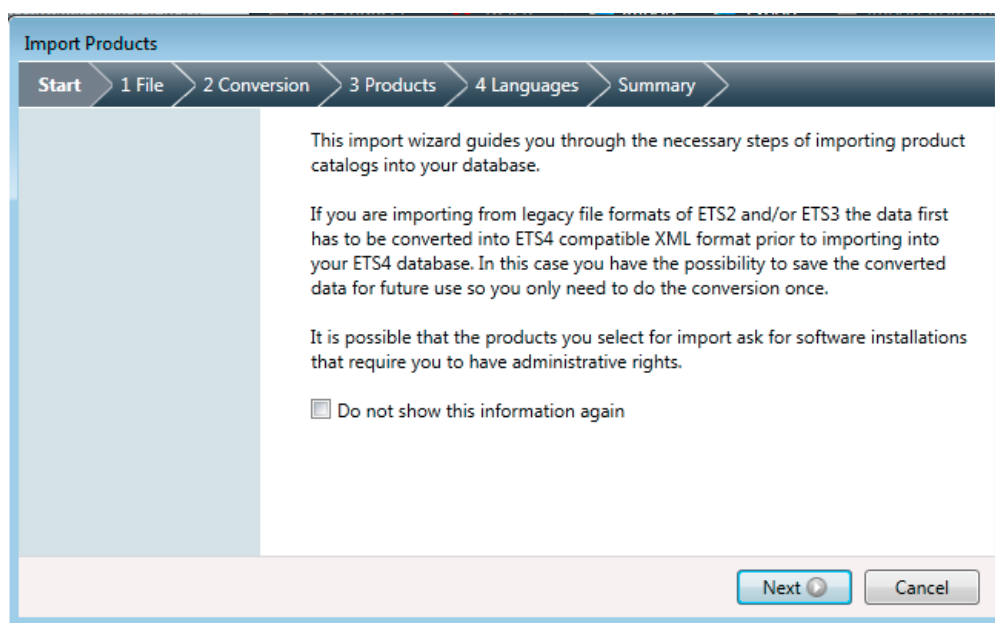 Import Products
Start 1 File 2 Conversion 3 Products 4 Languages Summary
This import wizard guides you through the necessary steps of importing product
catalogs into your database.
If you are importing from legacy file formats of ETS2 and/or ETS3 the data first
has to be converted into ETS4 compatible XML format prior to importing into
your ETS4 database. In this case you have the possibility to save the converted
data for future use so you only need to do the conversion once.
It is possible that the products you select for import ask for software installations
that require you to have administrative rights.
Do not show this information again
Next Cancel